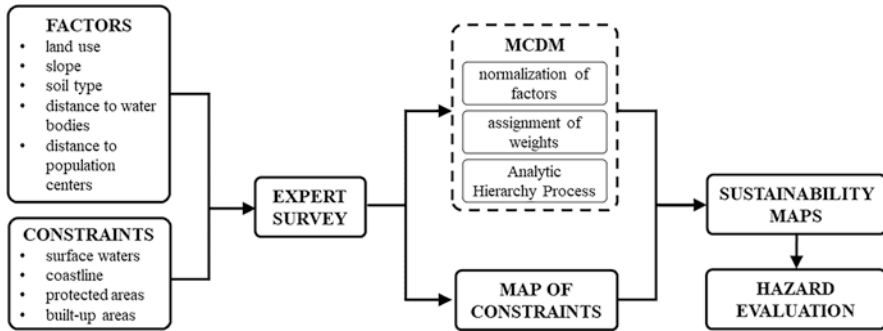 FACTORS
• land use
• slope
• soil type
• distance to water
bodies
• distance to
population
centers
CONSTRAINTS
• surface waters
• coastline
• protected areas
• built-up areas
EXPERT
SURVEY
MCDM
normalization of
factors
assignment of
weights
Analytic
Hierarchy Process
MAP OF
CONSTRAINTS
SUSTAINABILITY
MAPS
HAZARD
EVALUATION